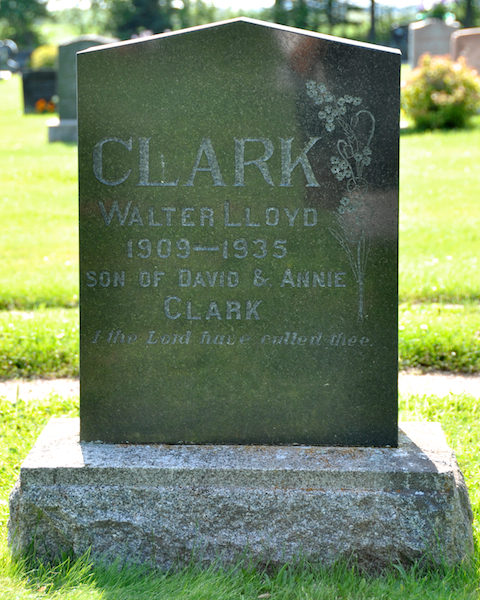 CLARK
WALTER LLOYD
1909—1935
SON OF DAVID & ANNIE
CLARK
I the Lord have called thee.